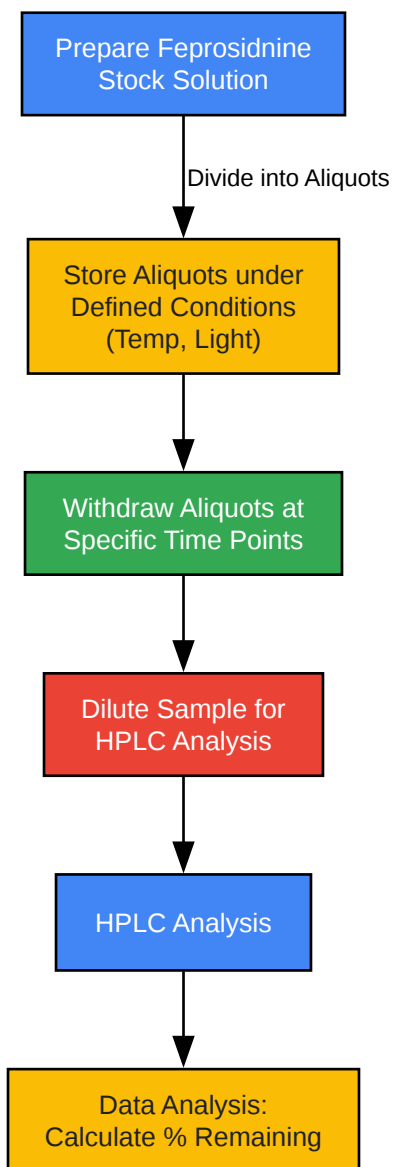 Prepare Feprosidnine
Stock Solution
Divide into Aliquots
Store Aliquots under
Defined Conditions
(Temp, Light)
Withdraw Aliquots at
Specific Time Points
Dilute Sample for
HPLC Analysis
HPLC Analysis
Data Analysis:
Calculate % Remaining